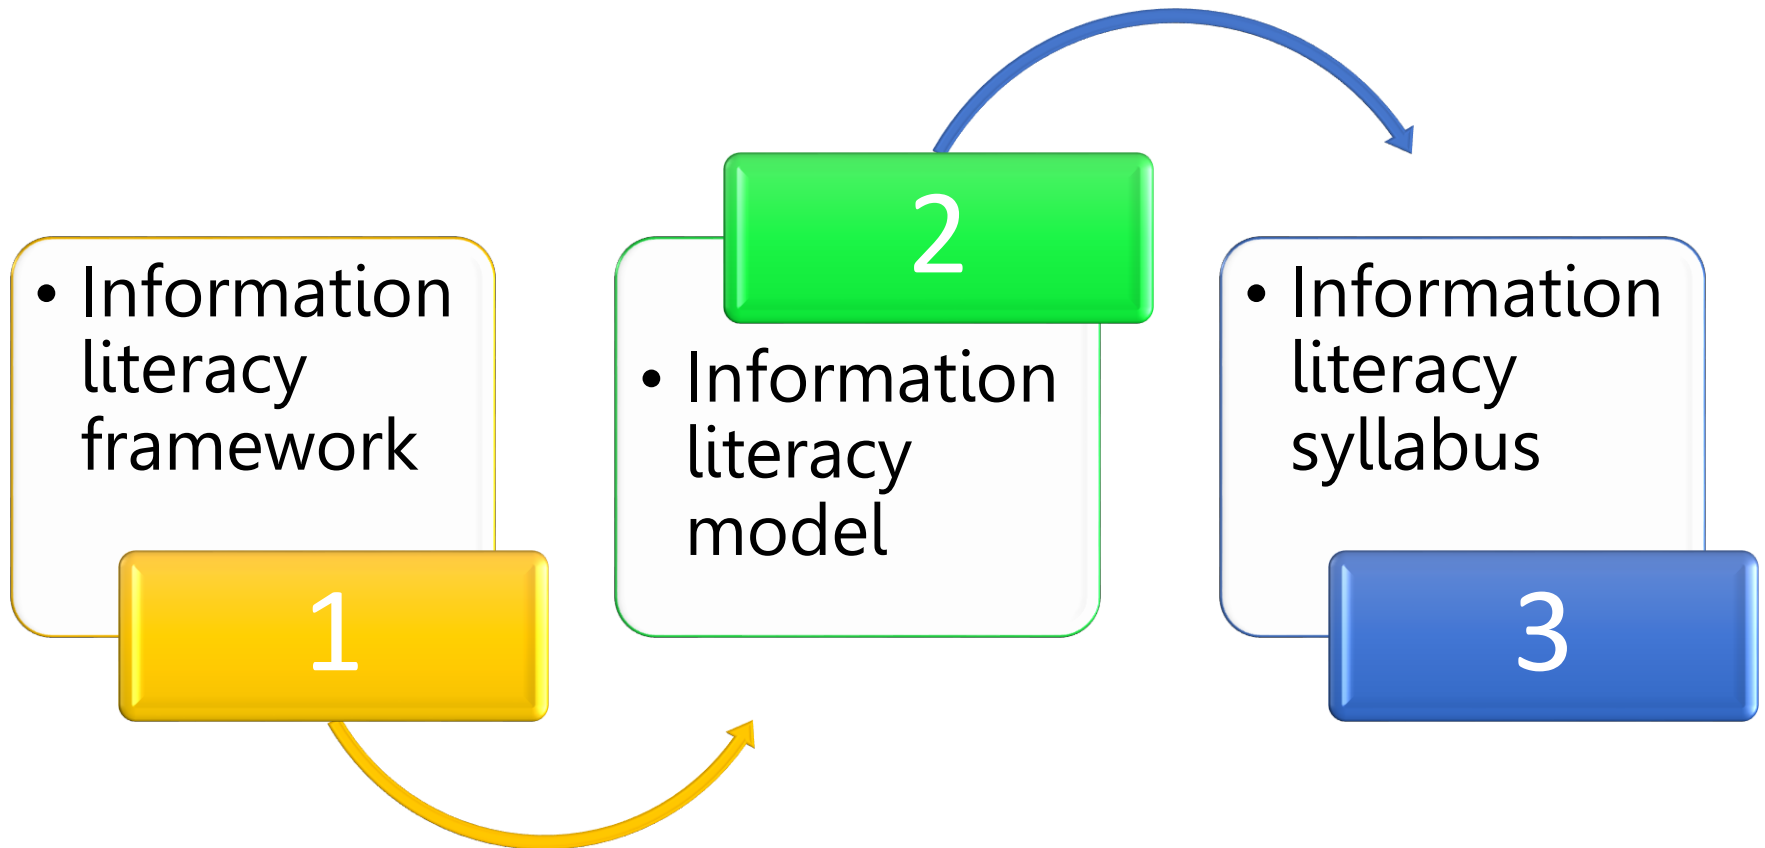 • Information
literacy
framework
1
2
• Information
literacy
model
• Information
literacy
syllabus
3